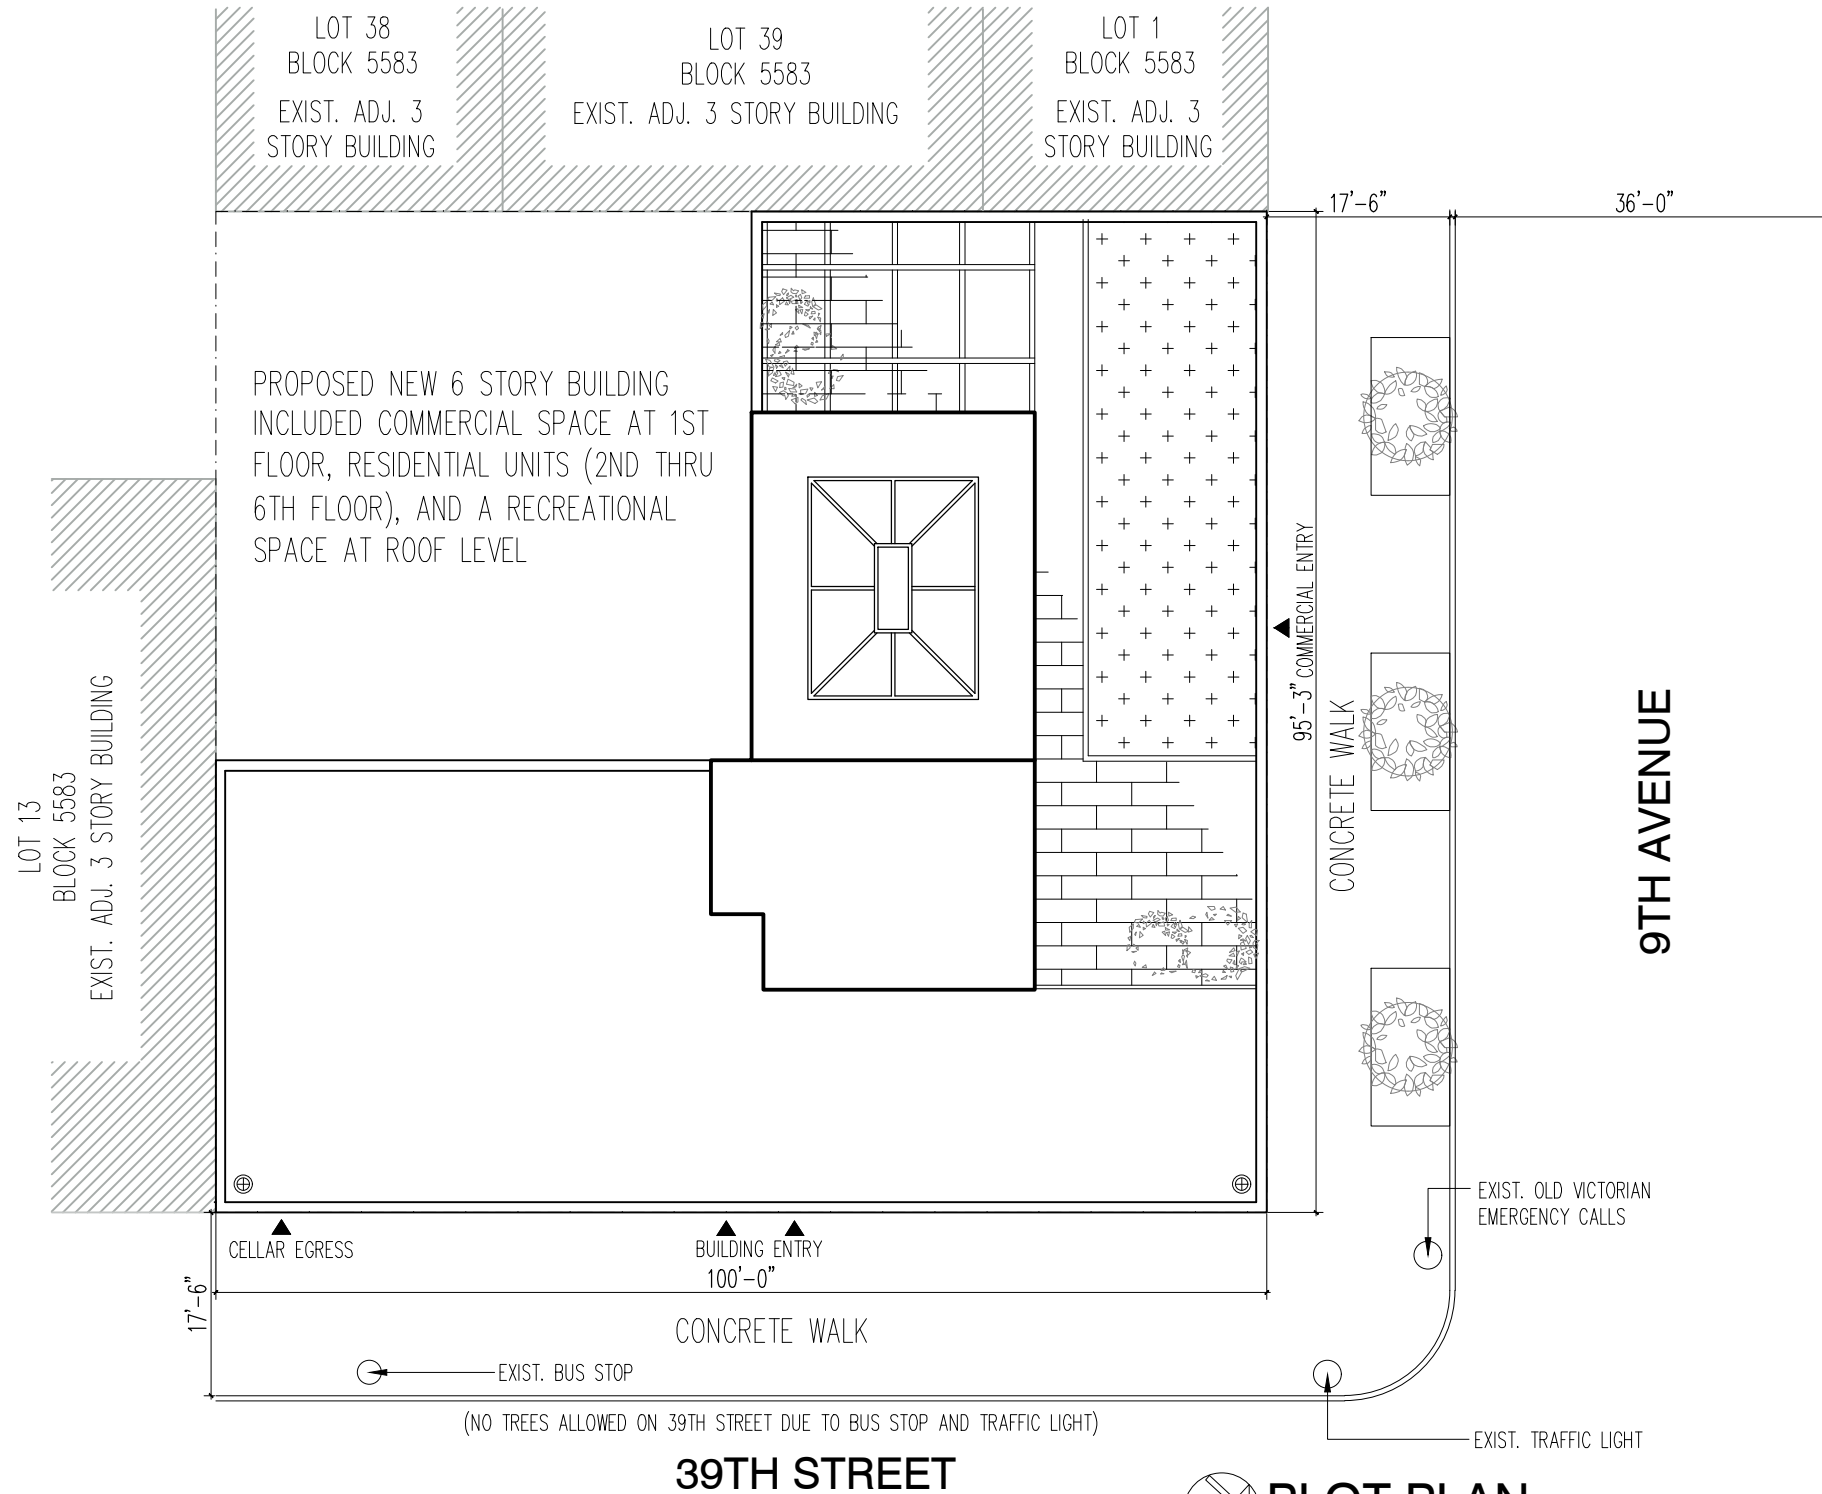 LOT 38
BLOCK 5583
EXIST. ADJ. 3
STORY BUILDING
LOT 39
BLOCK 5583
EXIST. ADJ. 3 STORY BUILDING
LOT 1
BLOCK 5583
EXIST. ADJ. 3
STORY BUILDING
17'-6"
36'-0"
PROPOSED NEW 6 STORY BUILDING
INCLUDED COMMERCIAL SPACE AT 1ST
FLOOR, RESIDENTIAL UNITS (2ND THRU
6TH FLOOR), AND A RECREATIONAL
SPACE AT ROOF LEVEL
LOT 13
BLOCK 5583
EXIST. ADJ. 3 STORY BUILDING
95'-3"
COMMERCIAL ENTRY
CONCRETE WALK
9TH AVENUE
EXIST. OLD VICTORIAN
EMERGENCY CALLS
CELLAR EGRESS
BUILDING ENTRY
100'-0"
17'-6"
CONCRETE WALK
EXIST. BUS STOP
(NO TREES ALLOWED ON 39TH STREET DUE TO BUS STOP AND TRAFFIC LIGHT)
EXIST. TRAFFIC LIGHT
39TH STREET
PLOT PLAN